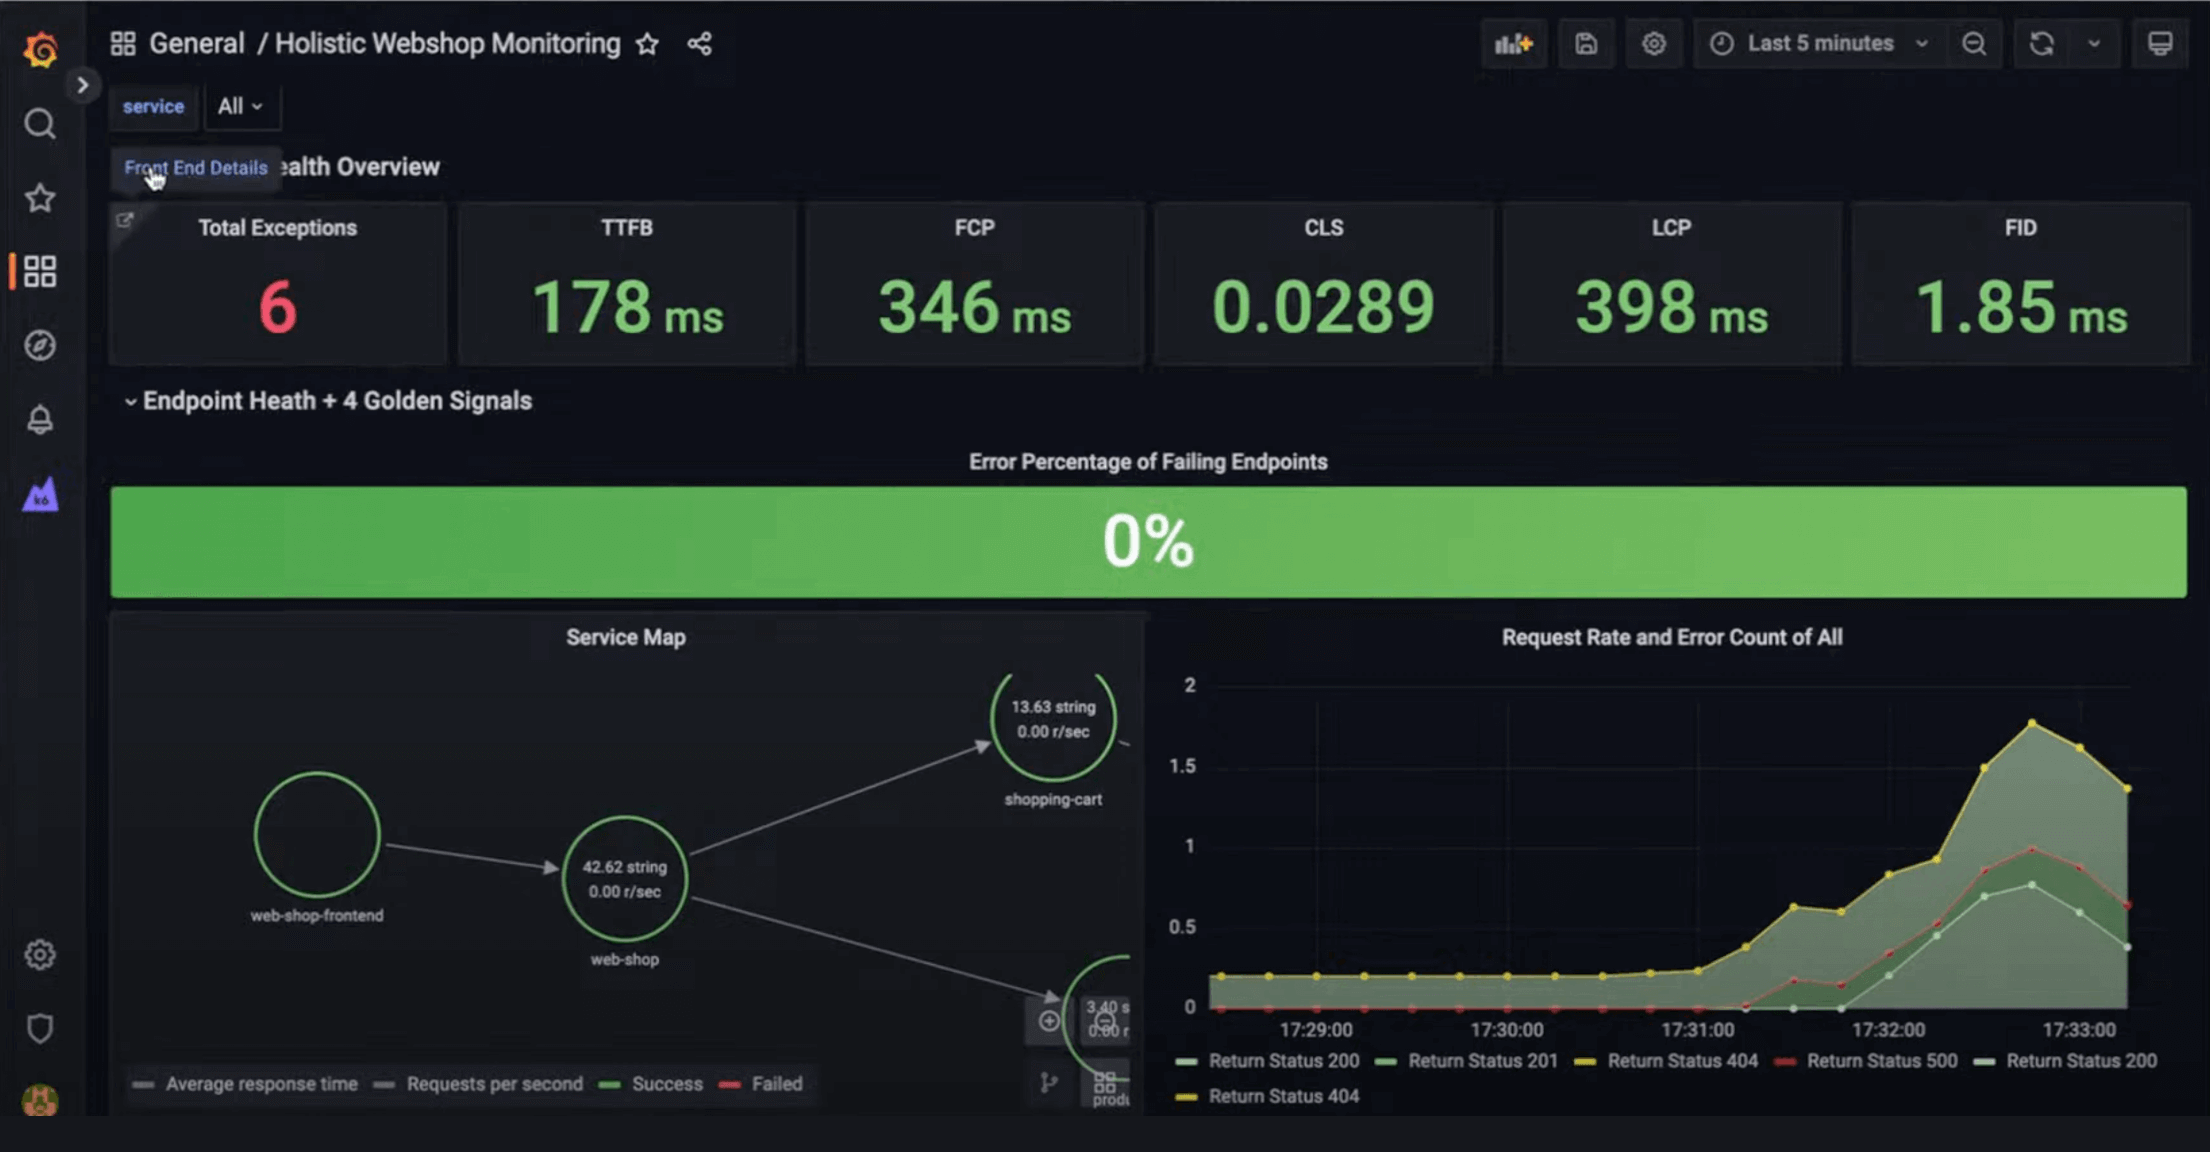 General / Holistic Webshop Monitoring
Last 5 minutes
service All
Front End Details ealth Overview
Total Exceptions
6
TTFB
178 ms
FCP
346 ms
CLS
0.0289
LCP
398 ms
FID
1.85 ms
Endpoint Heath + 4 Golden Signals
Error Percentage of Failing Endpoints
0%
k6
Service Map
13.63 string
0.00 r/sec
shopping-cart
web-shop-frontend
42.62 string
0.00 r/sec
web-shop
3.40 s
0.00 r
produ
Average response time Requests per second Success Failed
Request Rate and Error Count of All
2
1.5
1
0.5
0
17:29:00 17:30:00 17:31:00 17:32:00 17:33:00
Return Status 200 Return Status 201 Return Status 404 Return Status 500 Return Status 200
Return Status 404